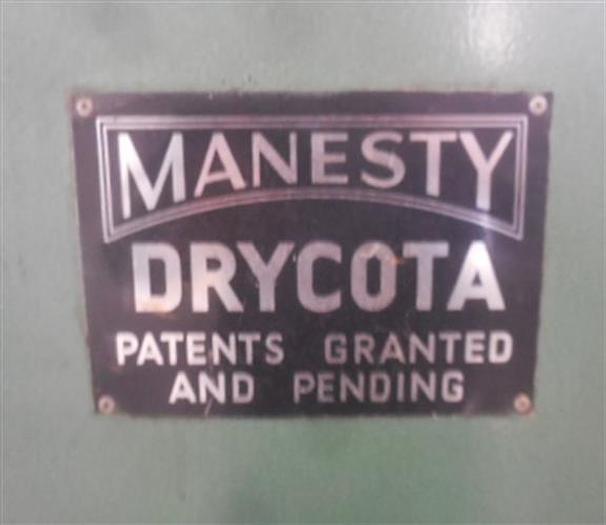 MANESTY
DRYCOTA
PATENTS GRANTED
AND PENDING